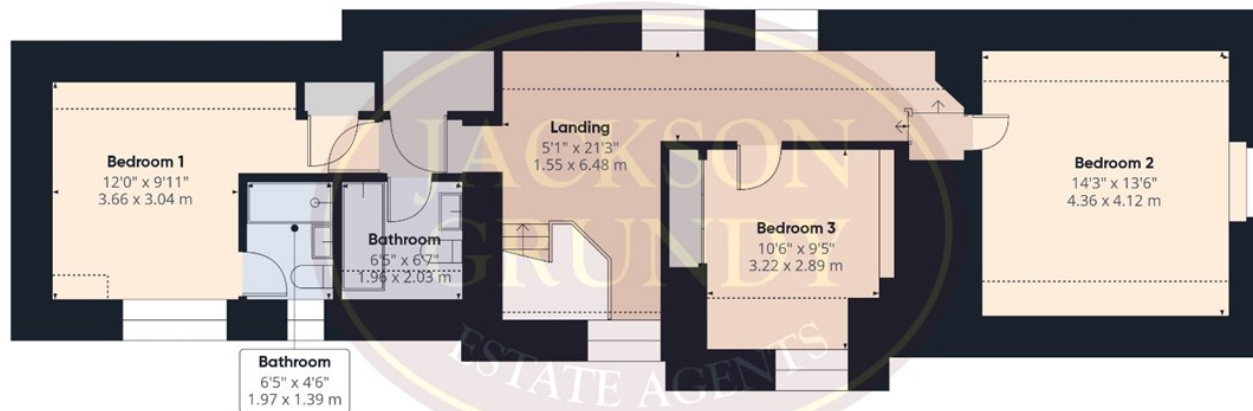 Bedroom 1
12'0" x 9'11"
3.66 x 3.04 m
Landing
5'1" x 21'3"
1.55 x 6.48 m
Bedroom 2
14'3" x 13'6"
4.36 x 4.12 m
Bathroom
6'5" x 6'7"
1.96 x 2.03 m
Bedroom 3
10'6" x 9'5"
3.22 x 2.89 m
Bathroom
6'5" x 4'6"
1.97 x 1.39 m
JACKSON
GRUNDY
ESTATE AGENTS